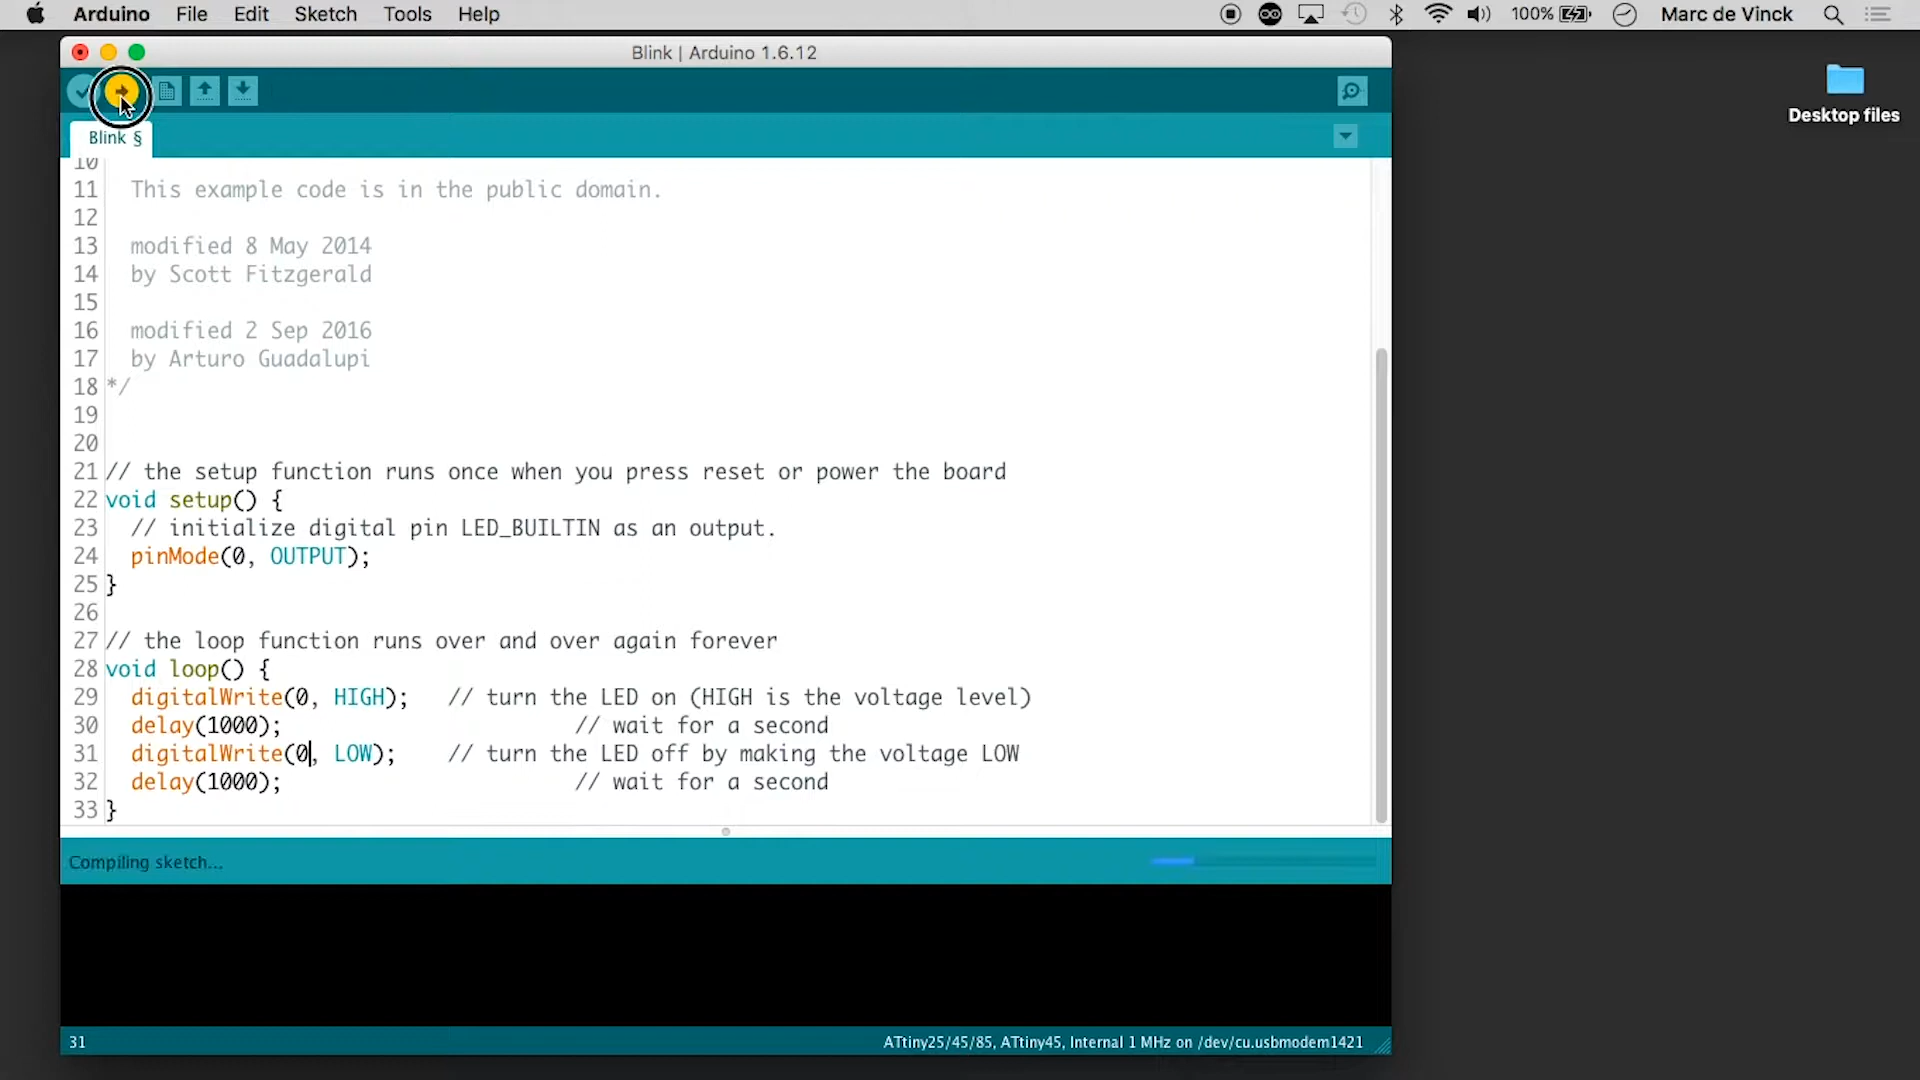 Arduino File Edit Sketch Tools Help 100% Marc de Vinck
Blink | Arduino 1.6.12
Desktop files
Blink §
10
11 This example code is in the public domain.
12
13 modified 8 May 2014
14 by Scott Fitzgerald
15
16 modified 2 Sep 2016
17 by Arturo Guadalupi
18 */
19
20
21 // the setup function runs once when you press reset or power the board
22 void setup() {
23 // initialize digital pin LED_BUILTIN as an output.
24 pinMode(0, OUTPUT);
25 }
26
27 // the loop function runs over and over again forever
28 void loop() {
29 digitalWrite(0, HIGH); // turn the LED on (HIGH is the voltage level)
30 delay(1000); // wait for a second
31 digitalWrite(0, LOW); // turn the LED off by making the voltage LOW
32 delay(1000); // wait for a second
33 }
Compiling sketch...
31 ATtiny25/45/85, ATtiny45, Internal 1 MHz on /dev/cu.usbmodem1421